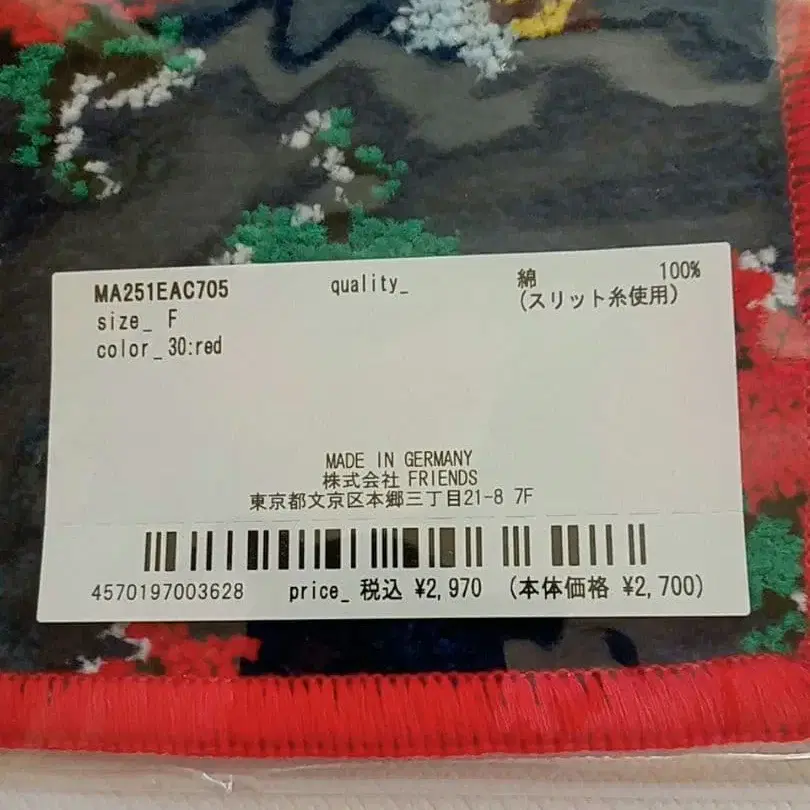 MA251EAC705 quality_ 綿 100%
size_ F (スリット糸使用)
color_30:red
MADE IN GERMANY
株式会社 FRIENDS
東京都文京区本郷三丁目21-8 7F
4570197003628 price_ 税込 ¥2,970 (本体価格 ¥2,700)